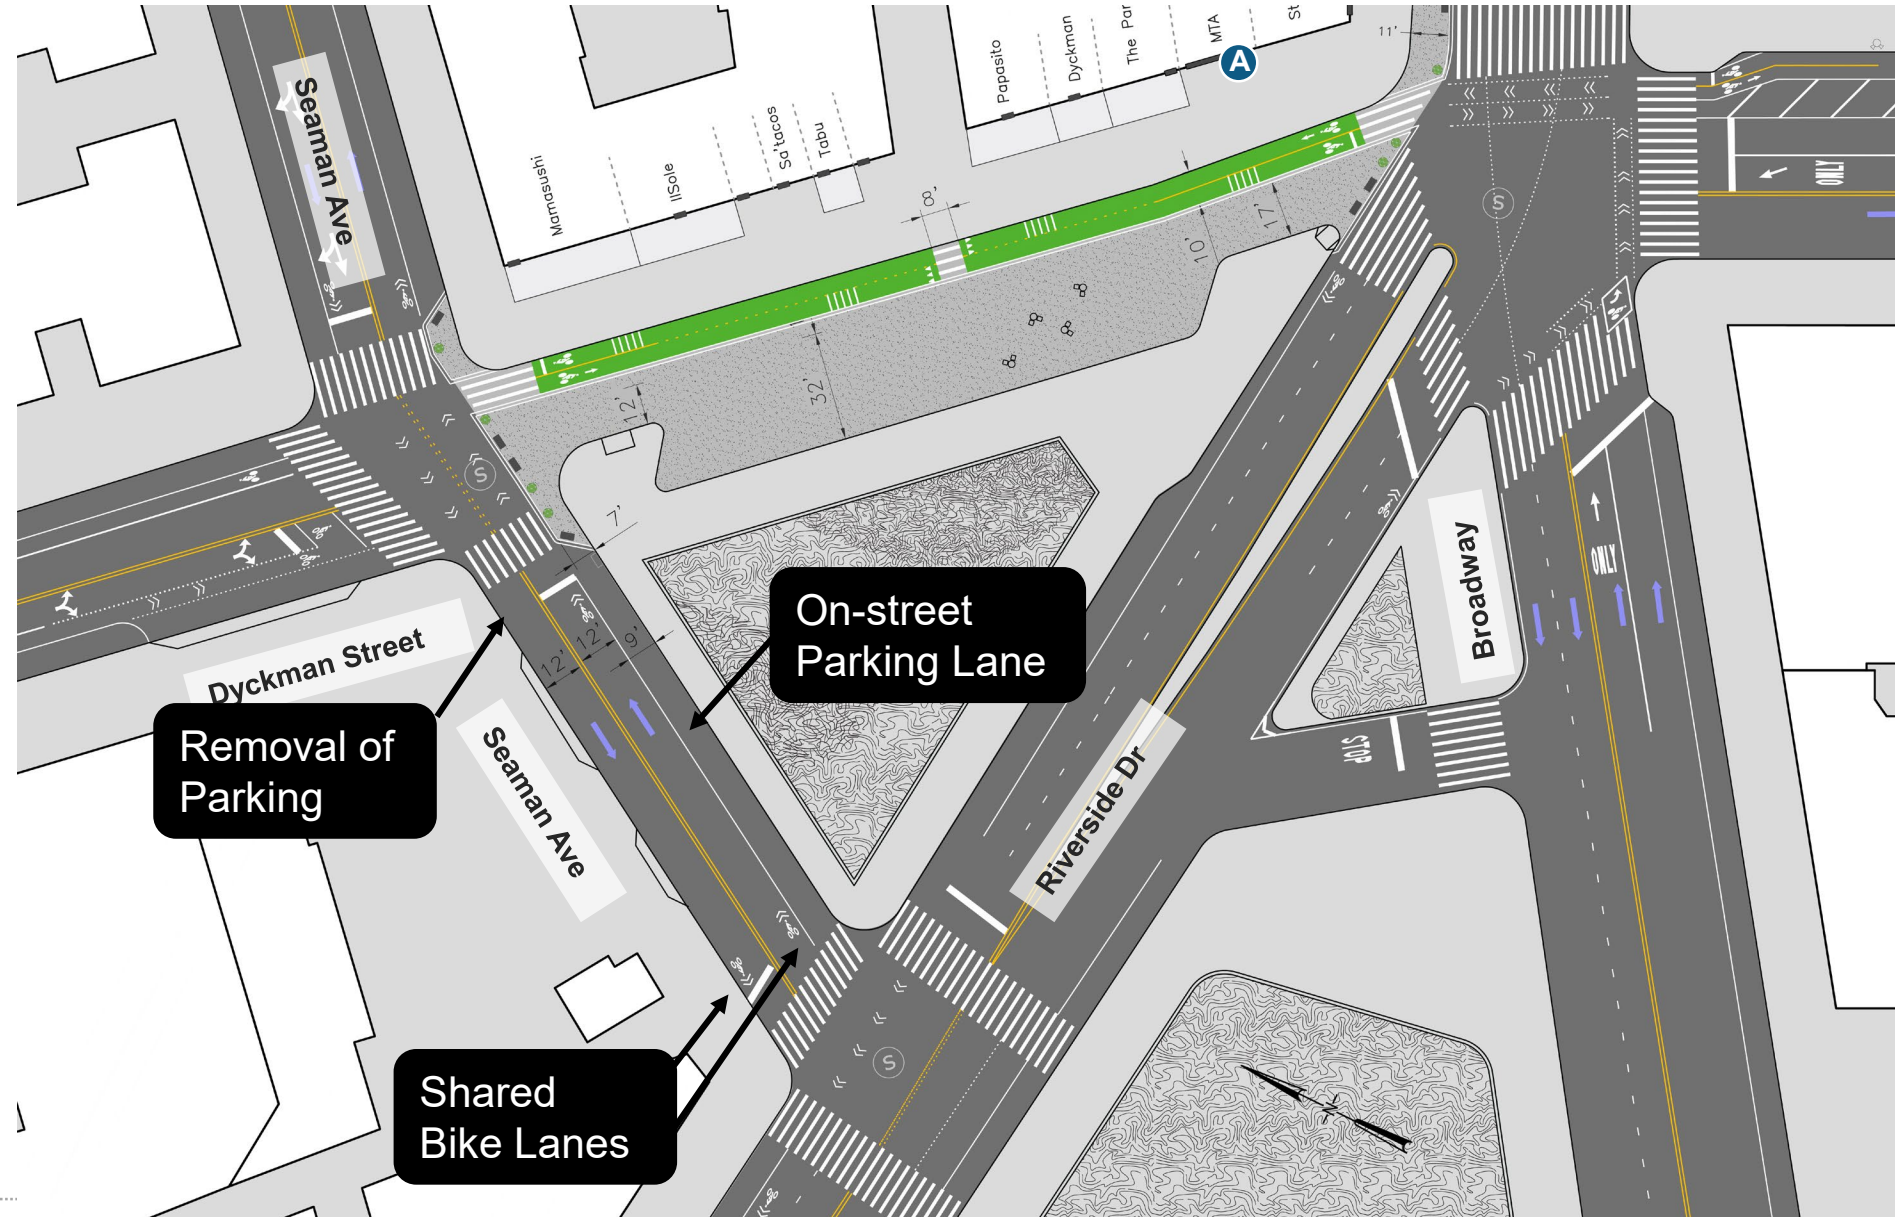 Seaman Ave
Mamasushi
IlSole
Sa'tacos
Tabu
Papasito
Dyckman
The Par
MTA
St
A
11'
8'
17'
10'
32'
12'
7'
S
S
S
ONLY
ONLY
STOP
12'
12'
9'
Dyckman Street
Seaman Ave
Riverside Dr
Broadway
On-street
Parking Lane
Removal of
Parking
Shared
Bike Lanes
N